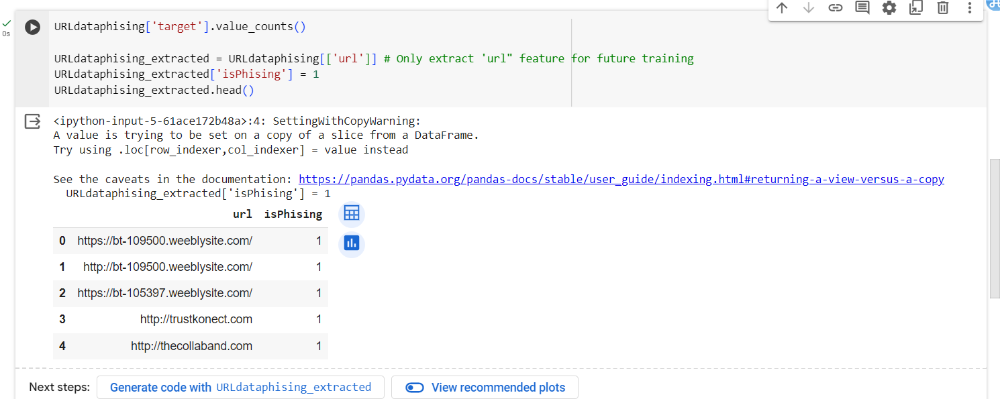 0s
URLdataphising['target'].value_counts()
URLdataphising_extracted = URLdataphising[['url']] # Only extract 'url" feature for future training
URLdataphising_extracted['isPhising'] = 1
URLdataphising_extracted.head()
<ipython-input-5-61ace172b48a>:4: SettingWithCopyWarning:
A value is trying to be set on a copy of a slice from a DataFrame.
Try using .loc[row_indexer,col_indexer] = value instead
See the caveats in the documentation: https://pandas.pydata.org/pandas-docs/stable/user_guide/indexing.html#returning-a-view-versus-a-copy
URLdataphising_extracted['isPhising'] = 1
url isPhising
0 https://bt-109500.weeblysite.com/ 1
1 http://bt-109500.weeblysite.com/ 1
2 https://bt-105397.weeblysite.com/ 1
3 http://trustkonect.com 1
4 http://thecollaband.com 1
Next steps: Generate code with URLdataphising_extracted View recommended plots